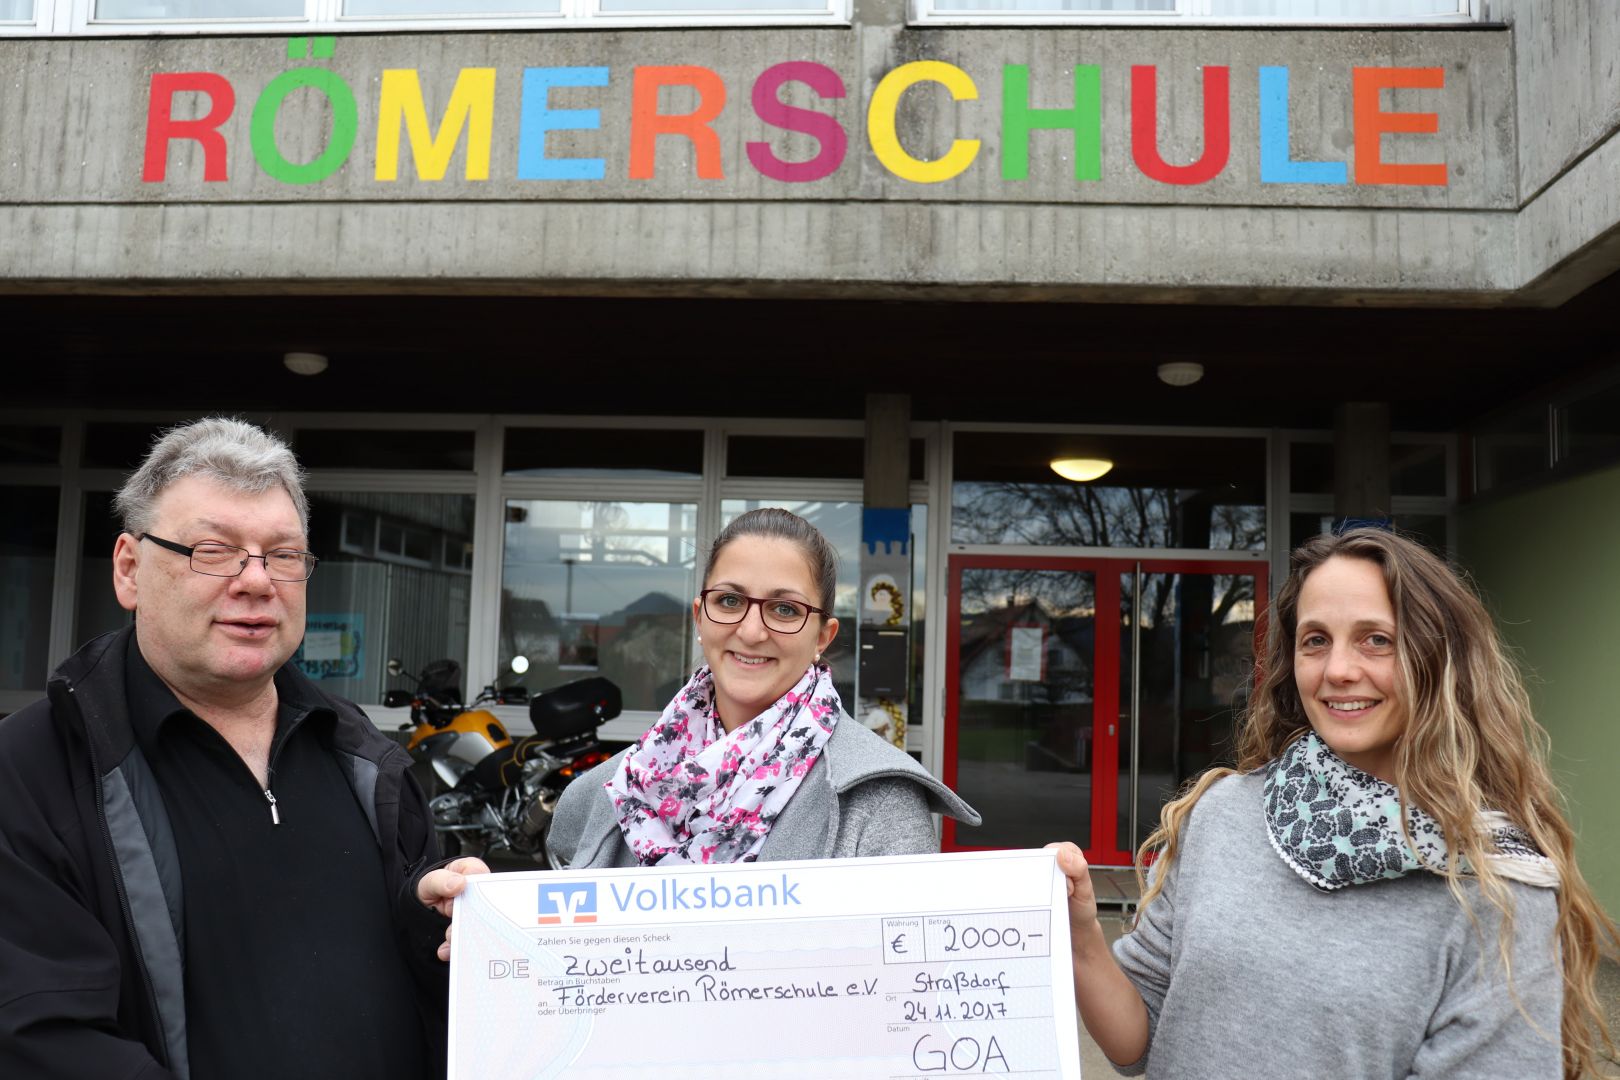 RÖMERSCHULE
Volksbank
Zahlen Sie gegen diesen Scheck
Währung Betrag
€ 2000,-
DE zweitausend
Betrag in Buchstaben
Straßdorf
an Förderverein Römerschule e.V.
oder Überbringer
Ort
24.11.2017
Datum
GOA